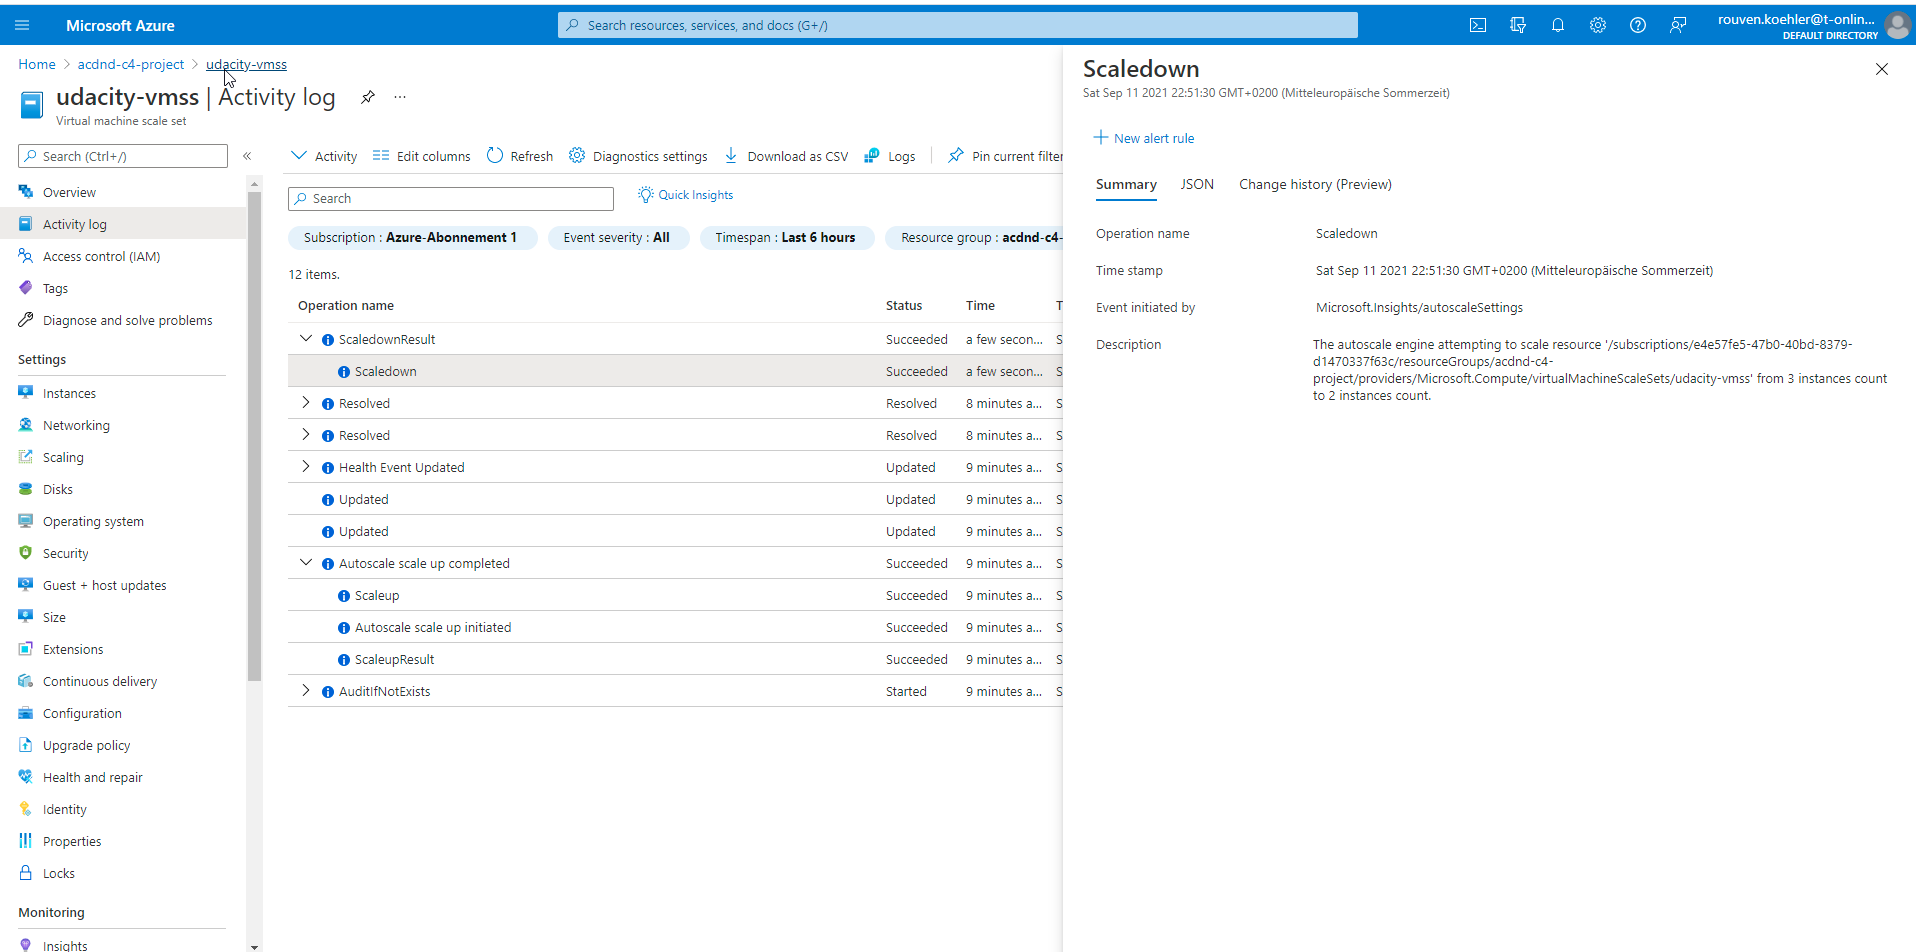 Microsoft Azure
Search resources, services, and docs (G+/)
rouven.koehler@t-onlin...
DEFAULT DIRECTORY
Home > acdnd-c4-project > udacity-vmss
udacity-vmss | Activity log
...
Virtual machine scale set
Search (Ctrl+/)
«
Overview
Activity log
Access control (IAM)
Tags
Diagnose and solve problems
Settings
Instances
Networking
Scaling
Disks
Operating system
Security
Guest + host updates
Size
Extensions
Continuous delivery
Configuration
Upgrade policy
Health and repair
Identity
Properties
Locks
Monitoring
Insights
Activity
Edit columns
Refresh
Diagnostics settings
Download as CSV
Logs
Pin current filter
Search
Quick Insights
Subscription : Azure-Abonnement 1
Event severity : All
Timespan : Last 6 hours
Resource group : acdnd-c4-
12 items.
Operation name Status Time T
ScaledownResult Succeeded a few secon... S
Scaledown Succeeded a few secon... S
Resolved Resolved 8 minutes a... S
Resolved Resolved 8 minutes a... S
Health Event Updated Updated 9 minutes a... S
Updated Updated 9 minutes a... S
Updated Updated 9 minutes a... S
Autoscale scale up completed Succeeded 9 minutes a... S
Scaleup Succeeded 9 minutes a... S
Autoscale scale up initiated Succeeded 9 minutes a... S
ScaleupResult Succeeded 9 minutes a... S
AuditIfNotExists Started 9 minutes a... S
Scaledown
Sat Sep 11 2021 22:51:30 GMT+0200 (Mitteleuropäische Sommerzeit)
New alert rule
Summary JSON Change history (Preview)
Operation name Scaledown
Time stamp Sat Sep 11 2021 22:51:30 GMT+0200 (Mitteleuropäische Sommerzeit)
Event initiated by Microsoft.Insights/autoscaleSettings
Description The autoscale engine attempting to scale resource '/subscriptions/e4e57fe5-47b0-40bd-8379-
d1470337f63c/resourceGroups/acdnd-c4-
project/providers/Microsoft.Compute/virtualMachineScaleSets/udacity-vmss' from 3 instances count
to 2 instances count.